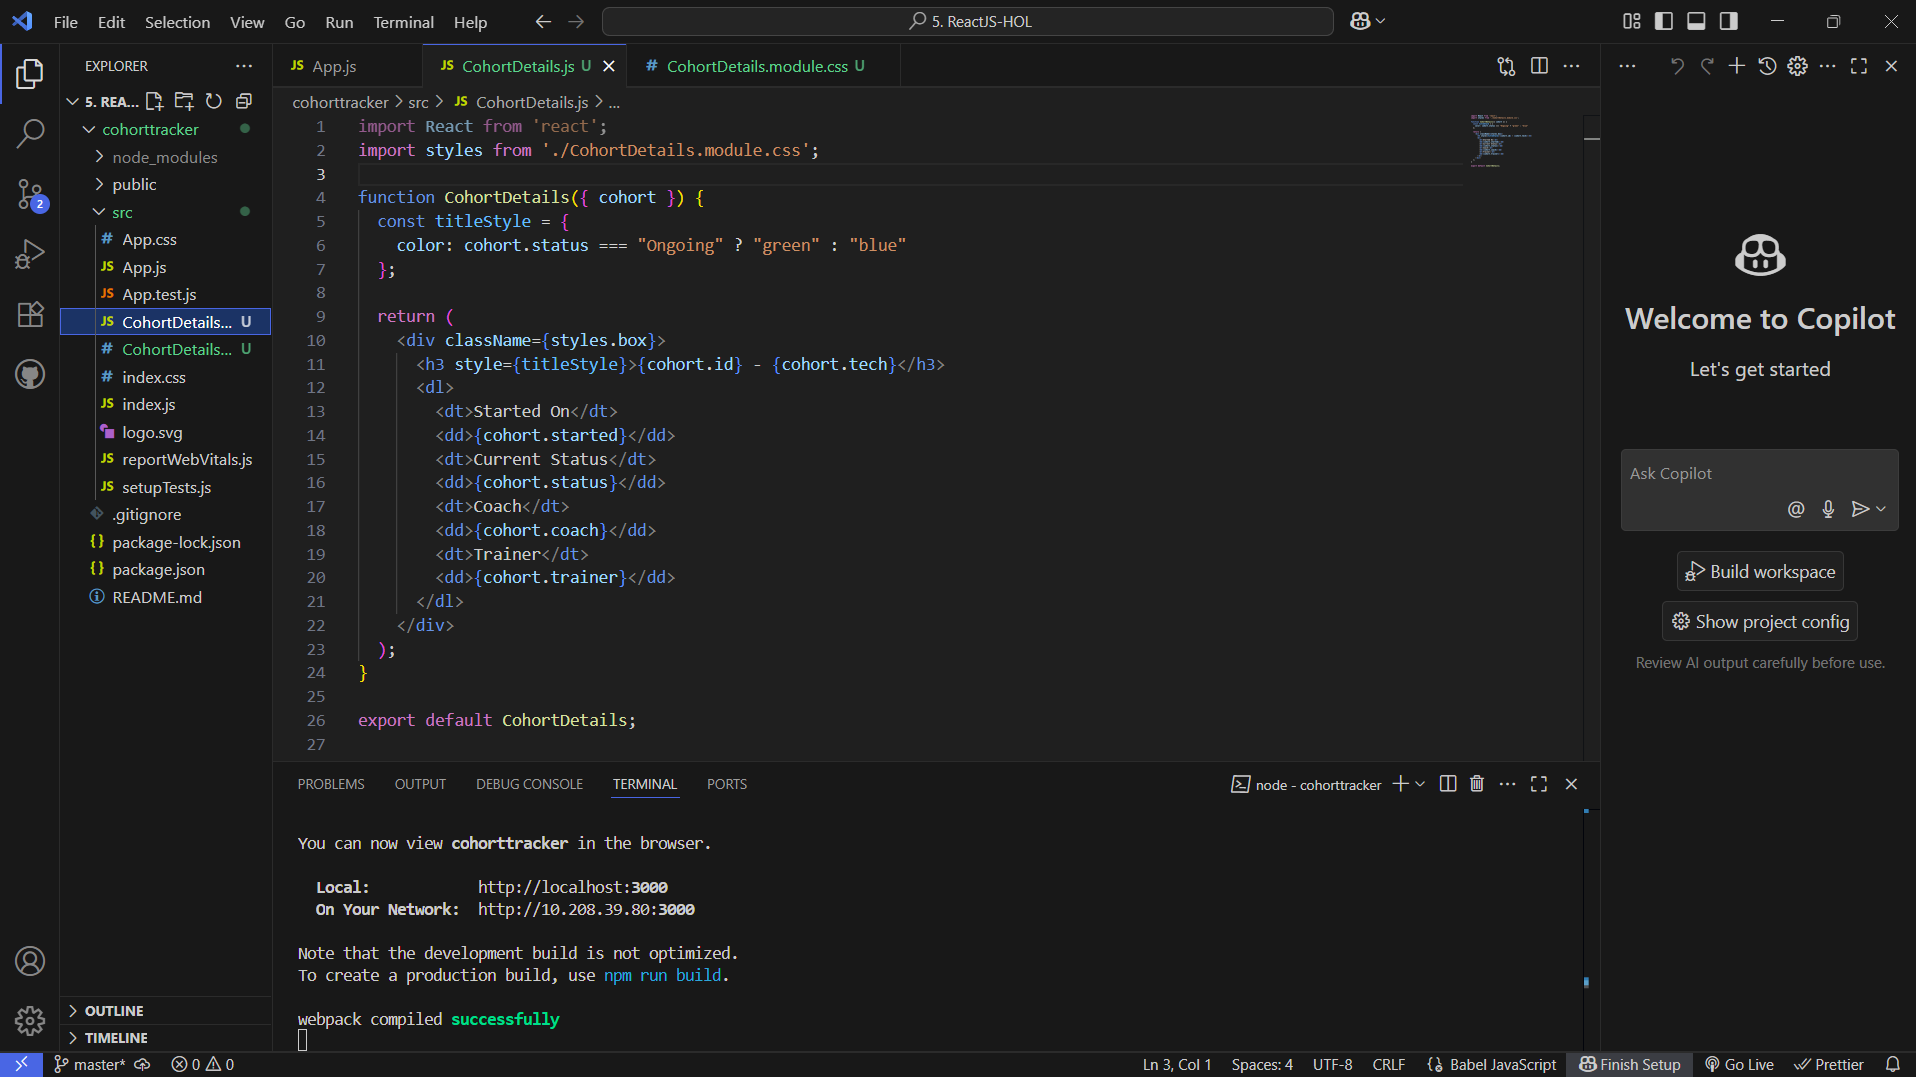 File Edit Selection View Go Run Terminal Help
5. ReactJS-HOL
EXPLORER
5. REA...
cohorttracker
node_modules
public
src
App.css
App.js
App.test.js
CohortDetails... U
CohortDetails... U
index.css
index.js
logo.svg
reportWebVitals.js
setupTests.js
.gitignore
package-lock.json
package.json
README.md
OUTLINE
TIMELINE
2
JS App.js
JS CohortDetails.js U
# CohortDetails.module.css U
cohorttracker > src > JS CohortDetails.js > ...
1 import React from 'react';
2 import styles from './CohortDetails.module.css';
3
4 function CohortDetails({ cohort }) {
5 const titleStyle = {
6 color: cohort.status === "Ongoing" ? "green" : "blue"
7 };
8
9 return (
10 <div className={styles.box}>
11 <h3 style={titleStyle}>{cohort.id} - {cohort.tech}</h3>
12 <dl>
13 <dt>Started On</dt>
14 <dd>{cohort.started}</dd>
15 <dt>Current Status</dt>
16 <dd>{cohort.status}</dd>
17 <dt>Coach</dt>
18 <dd>{cohort.coach}</dd>
19 <dt>Trainer</dt>
20 <dd>{cohort.trainer}</dd>
21 </dl>
22 </div>
23 );
24 }
25
26 export default CohortDetails;
27
PROBLEMS OUTPUT DEBUG CONSOLE TERMINAL PORTS
node - cohorttracker
You can now view cohorttracker in the browser.
Local: http://localhost:3000
On Your Network: http://10.208.39.80:3000
Note that the development build is not optimized.
To create a production build, use npm run build.
webpack compiled successfully
Welcome to Copilot
Let's get started
Ask Copilot
Build workspace
Show project config
Review AI output carefully before use.
master* 0 0
Ln 3, Col 1 Spaces: 4 UTF-8 CRLF {} Babel JavaScript Finish Setup Go Live Prettier